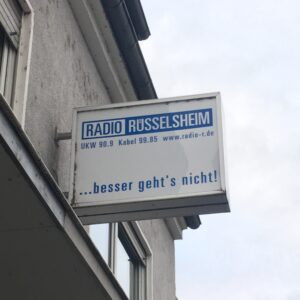 RADIO RÜSSELSHEIM
UKW 90.9 Kabel 99.85 www.radio-r.de
...besser geht's nicht!